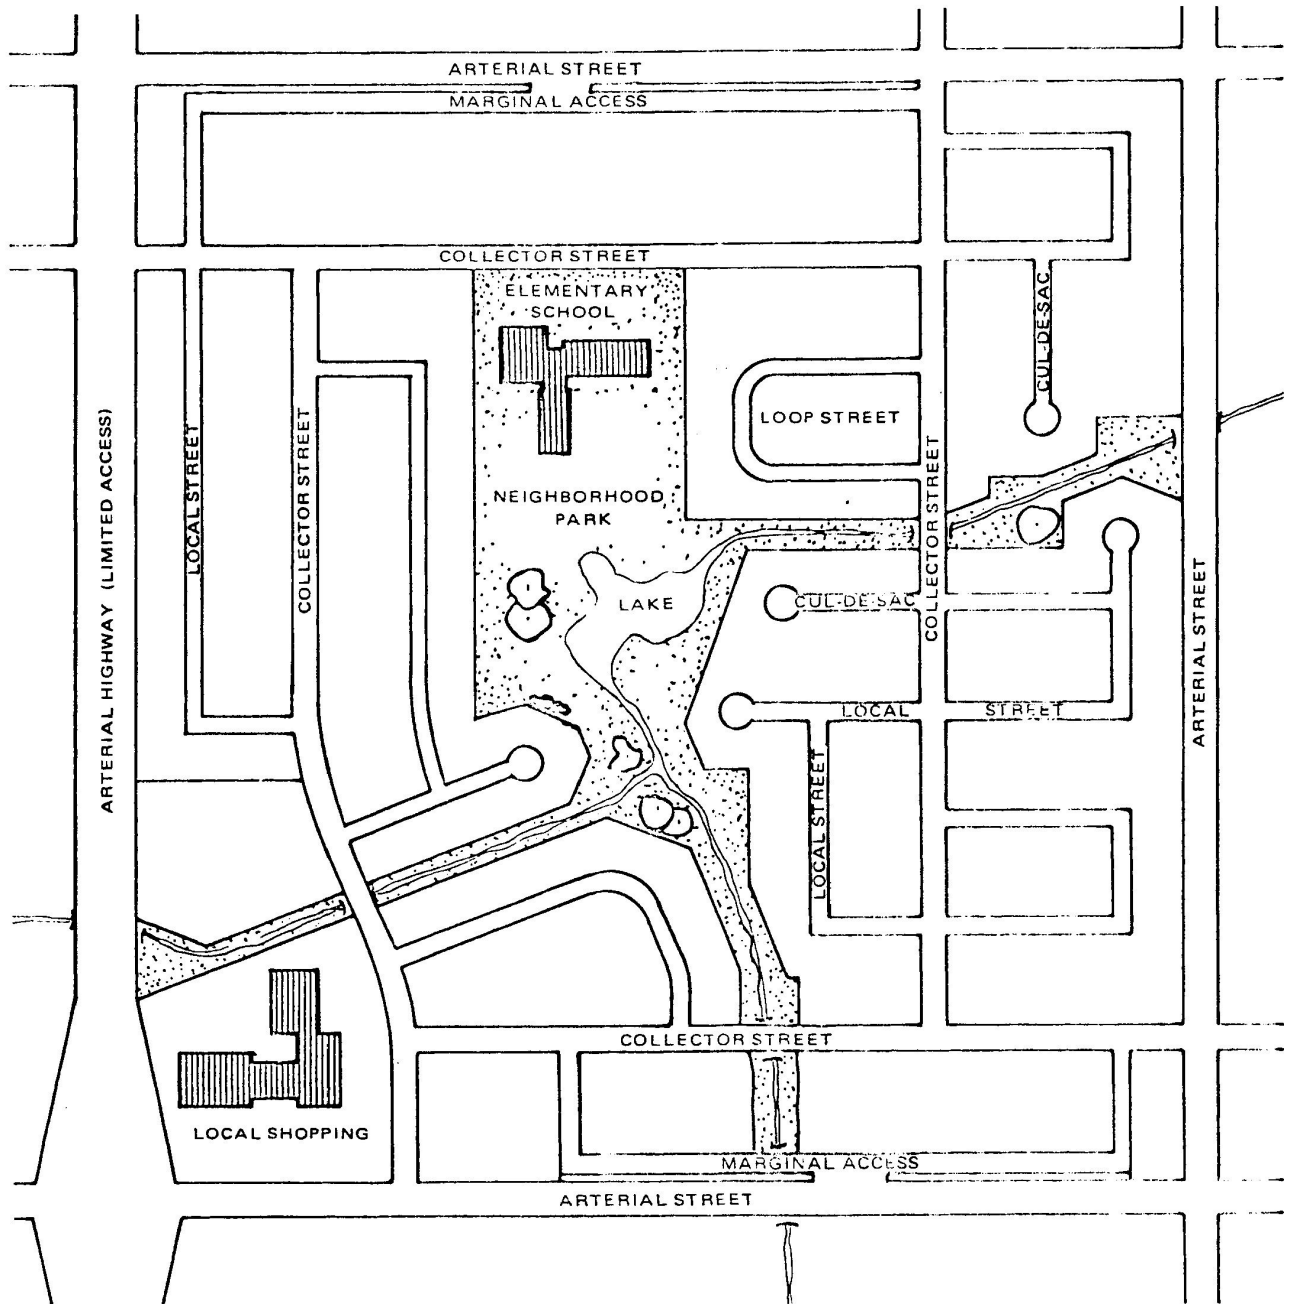 ARTERIAL STREET
MARGINAL ACCESS
COLLECTOR STREET
ELEMENTARY
SCHOOL
CUL-DE-SAC
LOOP STREET
ARTERIAL HIGHWAY (LIMITED ACCESS)
LOCAL STREET
COLLECTOR STREET
NEIGHBORHOOD
PARK
COLLECTOR STREET
LAKE
CUL-DE-SAC
ARTERIAL STREET
LOCAL STREET
LOCAL STREET
COLLECTOR STREET
LOCAL SHOPPING
MARGINAL ACCESS
ARTERIAL STREET